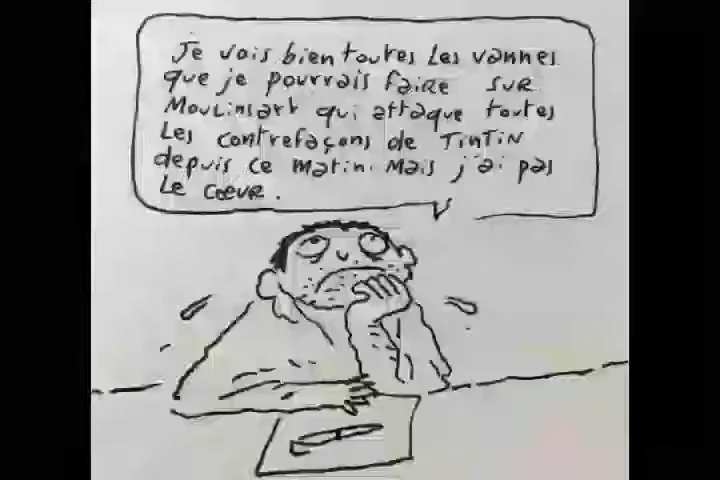 Je vois bien toutes les vannes
que je pourrais faire sur
Moulinsart qui attaque toutes
les contrefaçons de Tintin
depuis ce matin. Mais j'ai pas
le coeur.